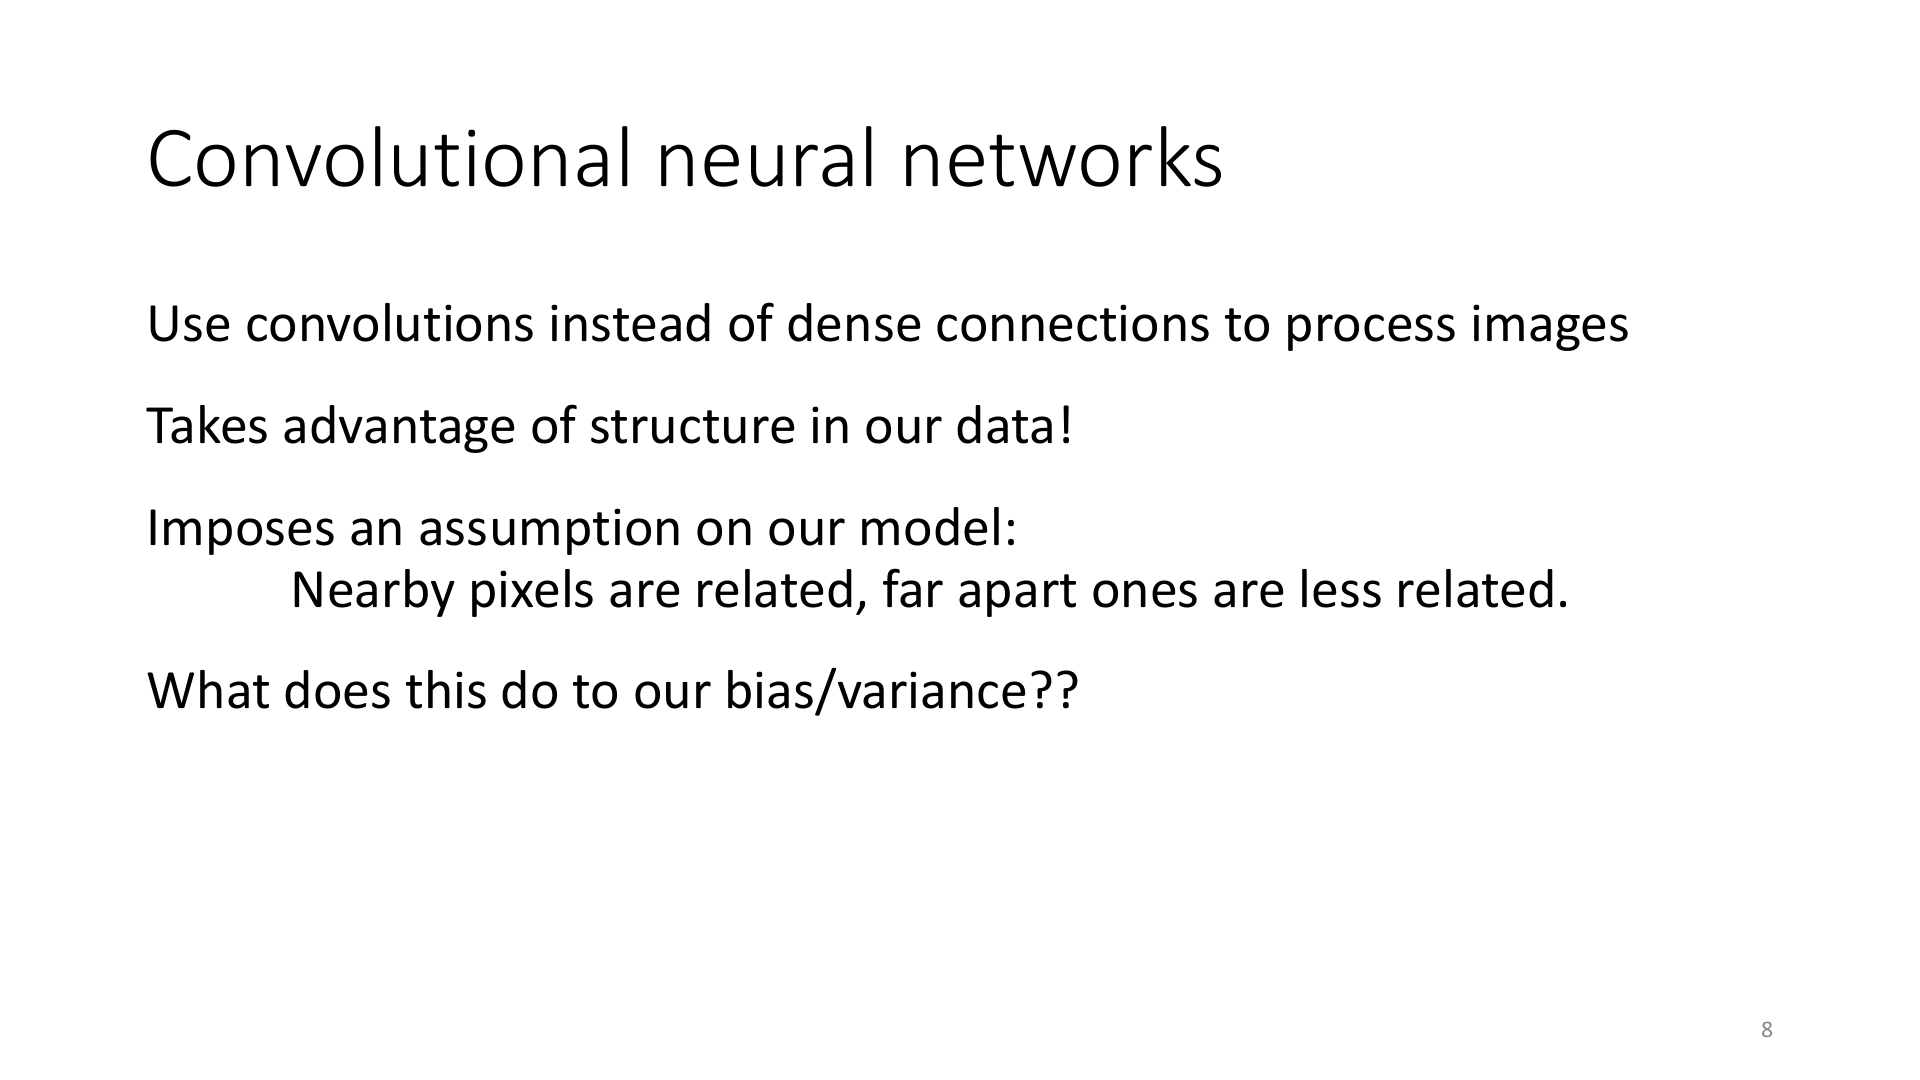 Convolutional neural networks
Use convolutions instead of dense connections to process images
Takes advantage of structure in our data!
Imposes an assumption on our model:
Nearby pixels are related, far apart ones are less related.
What does this do to our bias/variance??
8